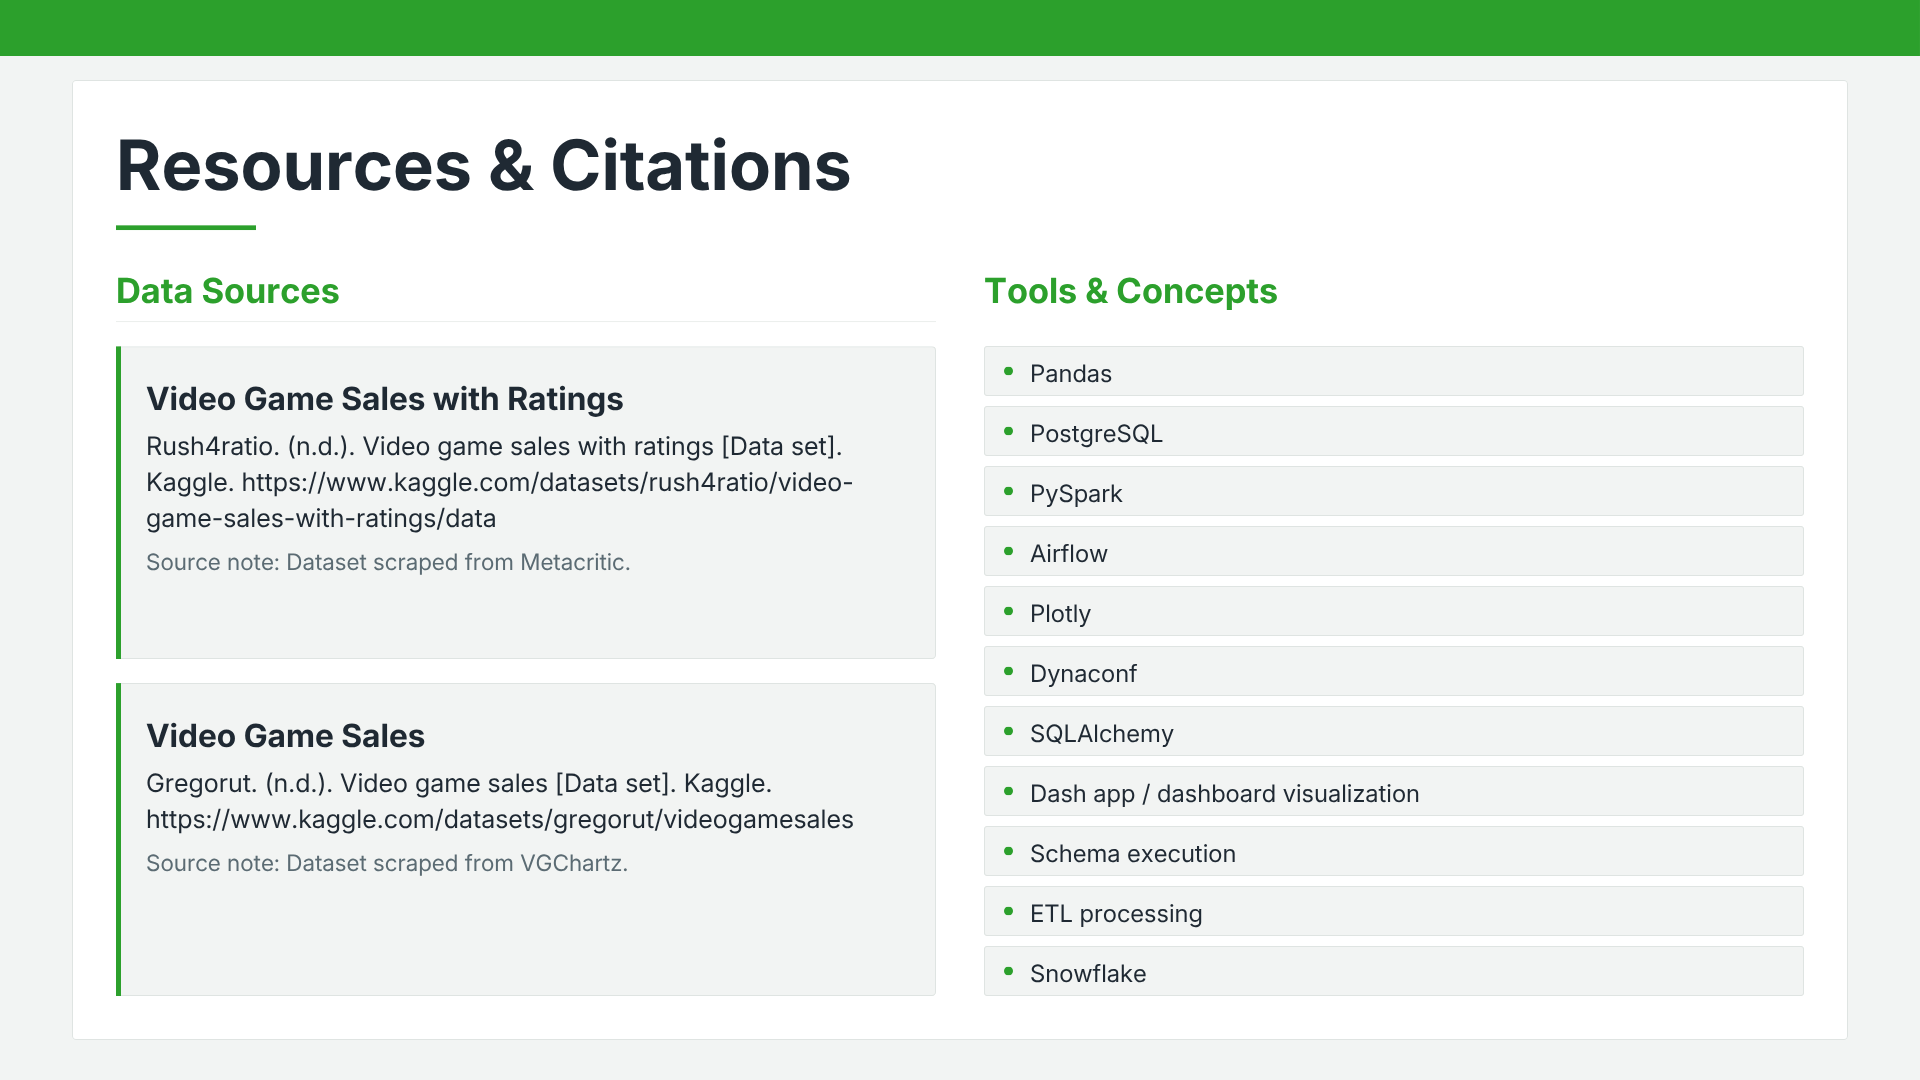 Resources & Citations
Data Sources
Video Game Sales with Ratings
Rush4ratio. (n.d.). Video game sales with ratings [Data set].
Kaggle. https://www.kaggle.com/datasets/rush4ratio/video-
game-sales-with-ratings/data
Source note: Dataset scraped from Metacritic.
Video Game Sales
Gregorut. (n.d.). Video game sales [Data set]. Kaggle.
https://www.kaggle.com/datasets/gregorut/videogamesales
Source note: Dataset scraped from VGChartz.
Tools & Concepts
Pandas
PostgreSQL
PySpark
Airflow
Plotly
Dynaconf
SQLAlchemy
Dash app / dashboard visualization
Schema execution
ETL processing
Snowflake